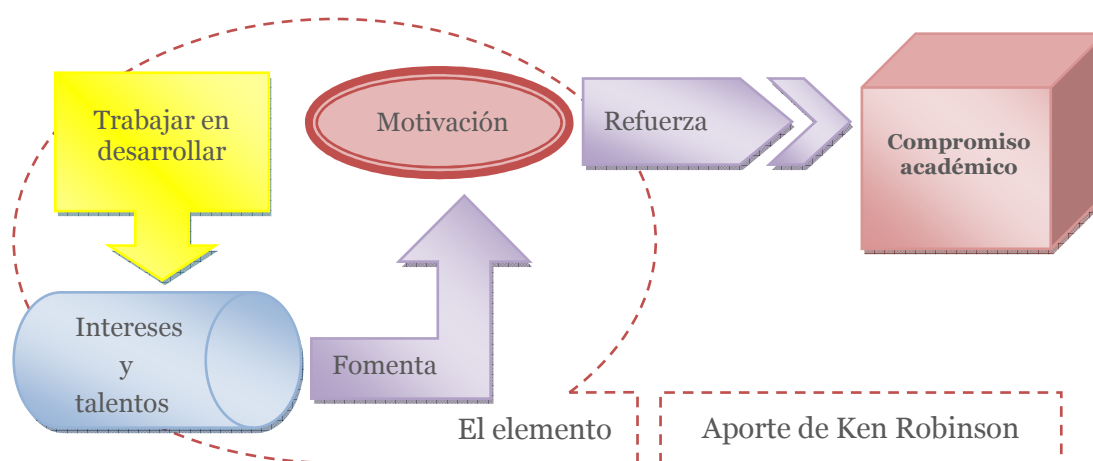 Trabajar en
desarrollar
Motivación
Refuerza
Compromiso
académico
Intereses
y
talentos
Fomenta
El elemento
Aporte de Ken Robinson